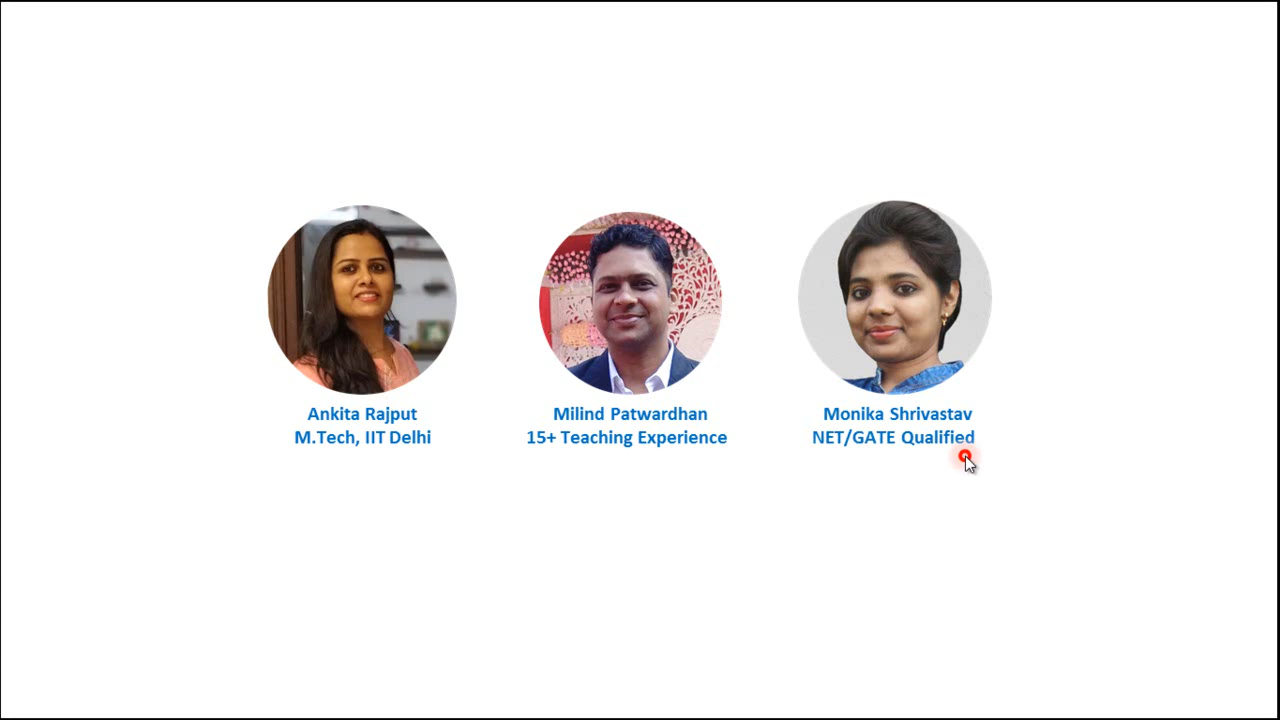 Ankita Rajput
M.Tech, IIT Delhi
Milind Patwardhan
15+ Teaching Experience
Monika Shrivastav
NET/GATE Qualified